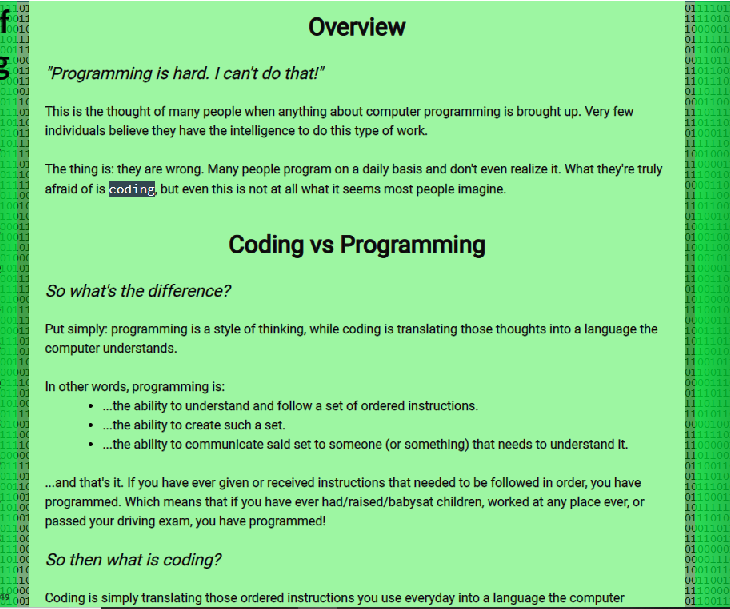 f
g
Overview
"Programming is hard. I can't do that!"
This is the thought of many people when anything about computer programming is brought up. Very few
individuals believe they have the intelligence to do this type of work.
The thing is: they are wrong. Many people program on a daily basis and don't even realize it. What they're truly
afraid of is coding, but even this is not at all what it seems most people imagine.
Coding vs Programming
So what's the difference?
Put simply: programming is a style of thinking, while coding is translating those thoughts into a language the
computer understands.
In other words, programming is:
• ...the ability to understand and follow a set of ordered instructions.
• ...the ability to create such a set.
• ...the ability to communicate said set to someone (or something) that needs to understand it.
...and that's it. If you have ever given or received instructions that needed to be followed in order, you have
programmed. Which means that if you have ever had/raised/babysat children, worked at any place ever, or
passed your driving exam, you have programmed!
So then what is coding?
Coding is simply translating those ordered instructions you use everyday into a language the computer